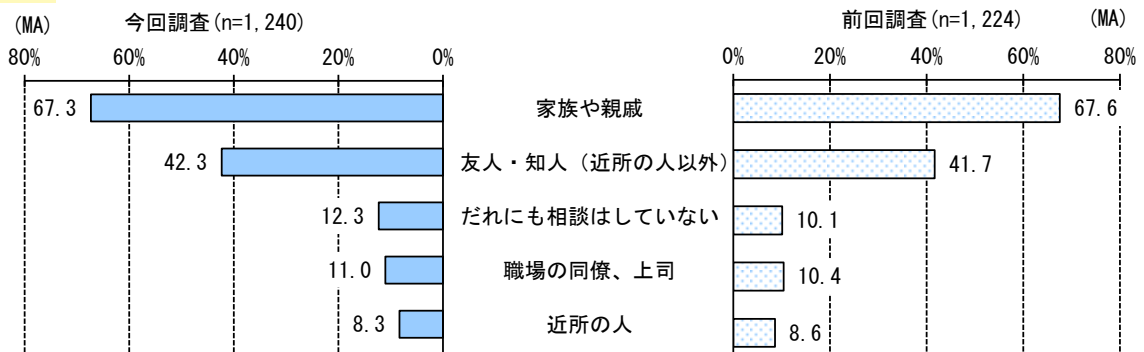 (MA) 今回調査(n=1,240) 前回調査(n=1,224) (MA)
80% 60% 40% 20% 0% 0% 20% 40% 60% 80%
67.3 家族や親戚 67.6
42.3 友人・知人（近所の人以外） 41.7
12.3 だれにも相談はしていない 10.1
11.0 職場の同僚、上司 10.4
8.3 近所の人 8.6